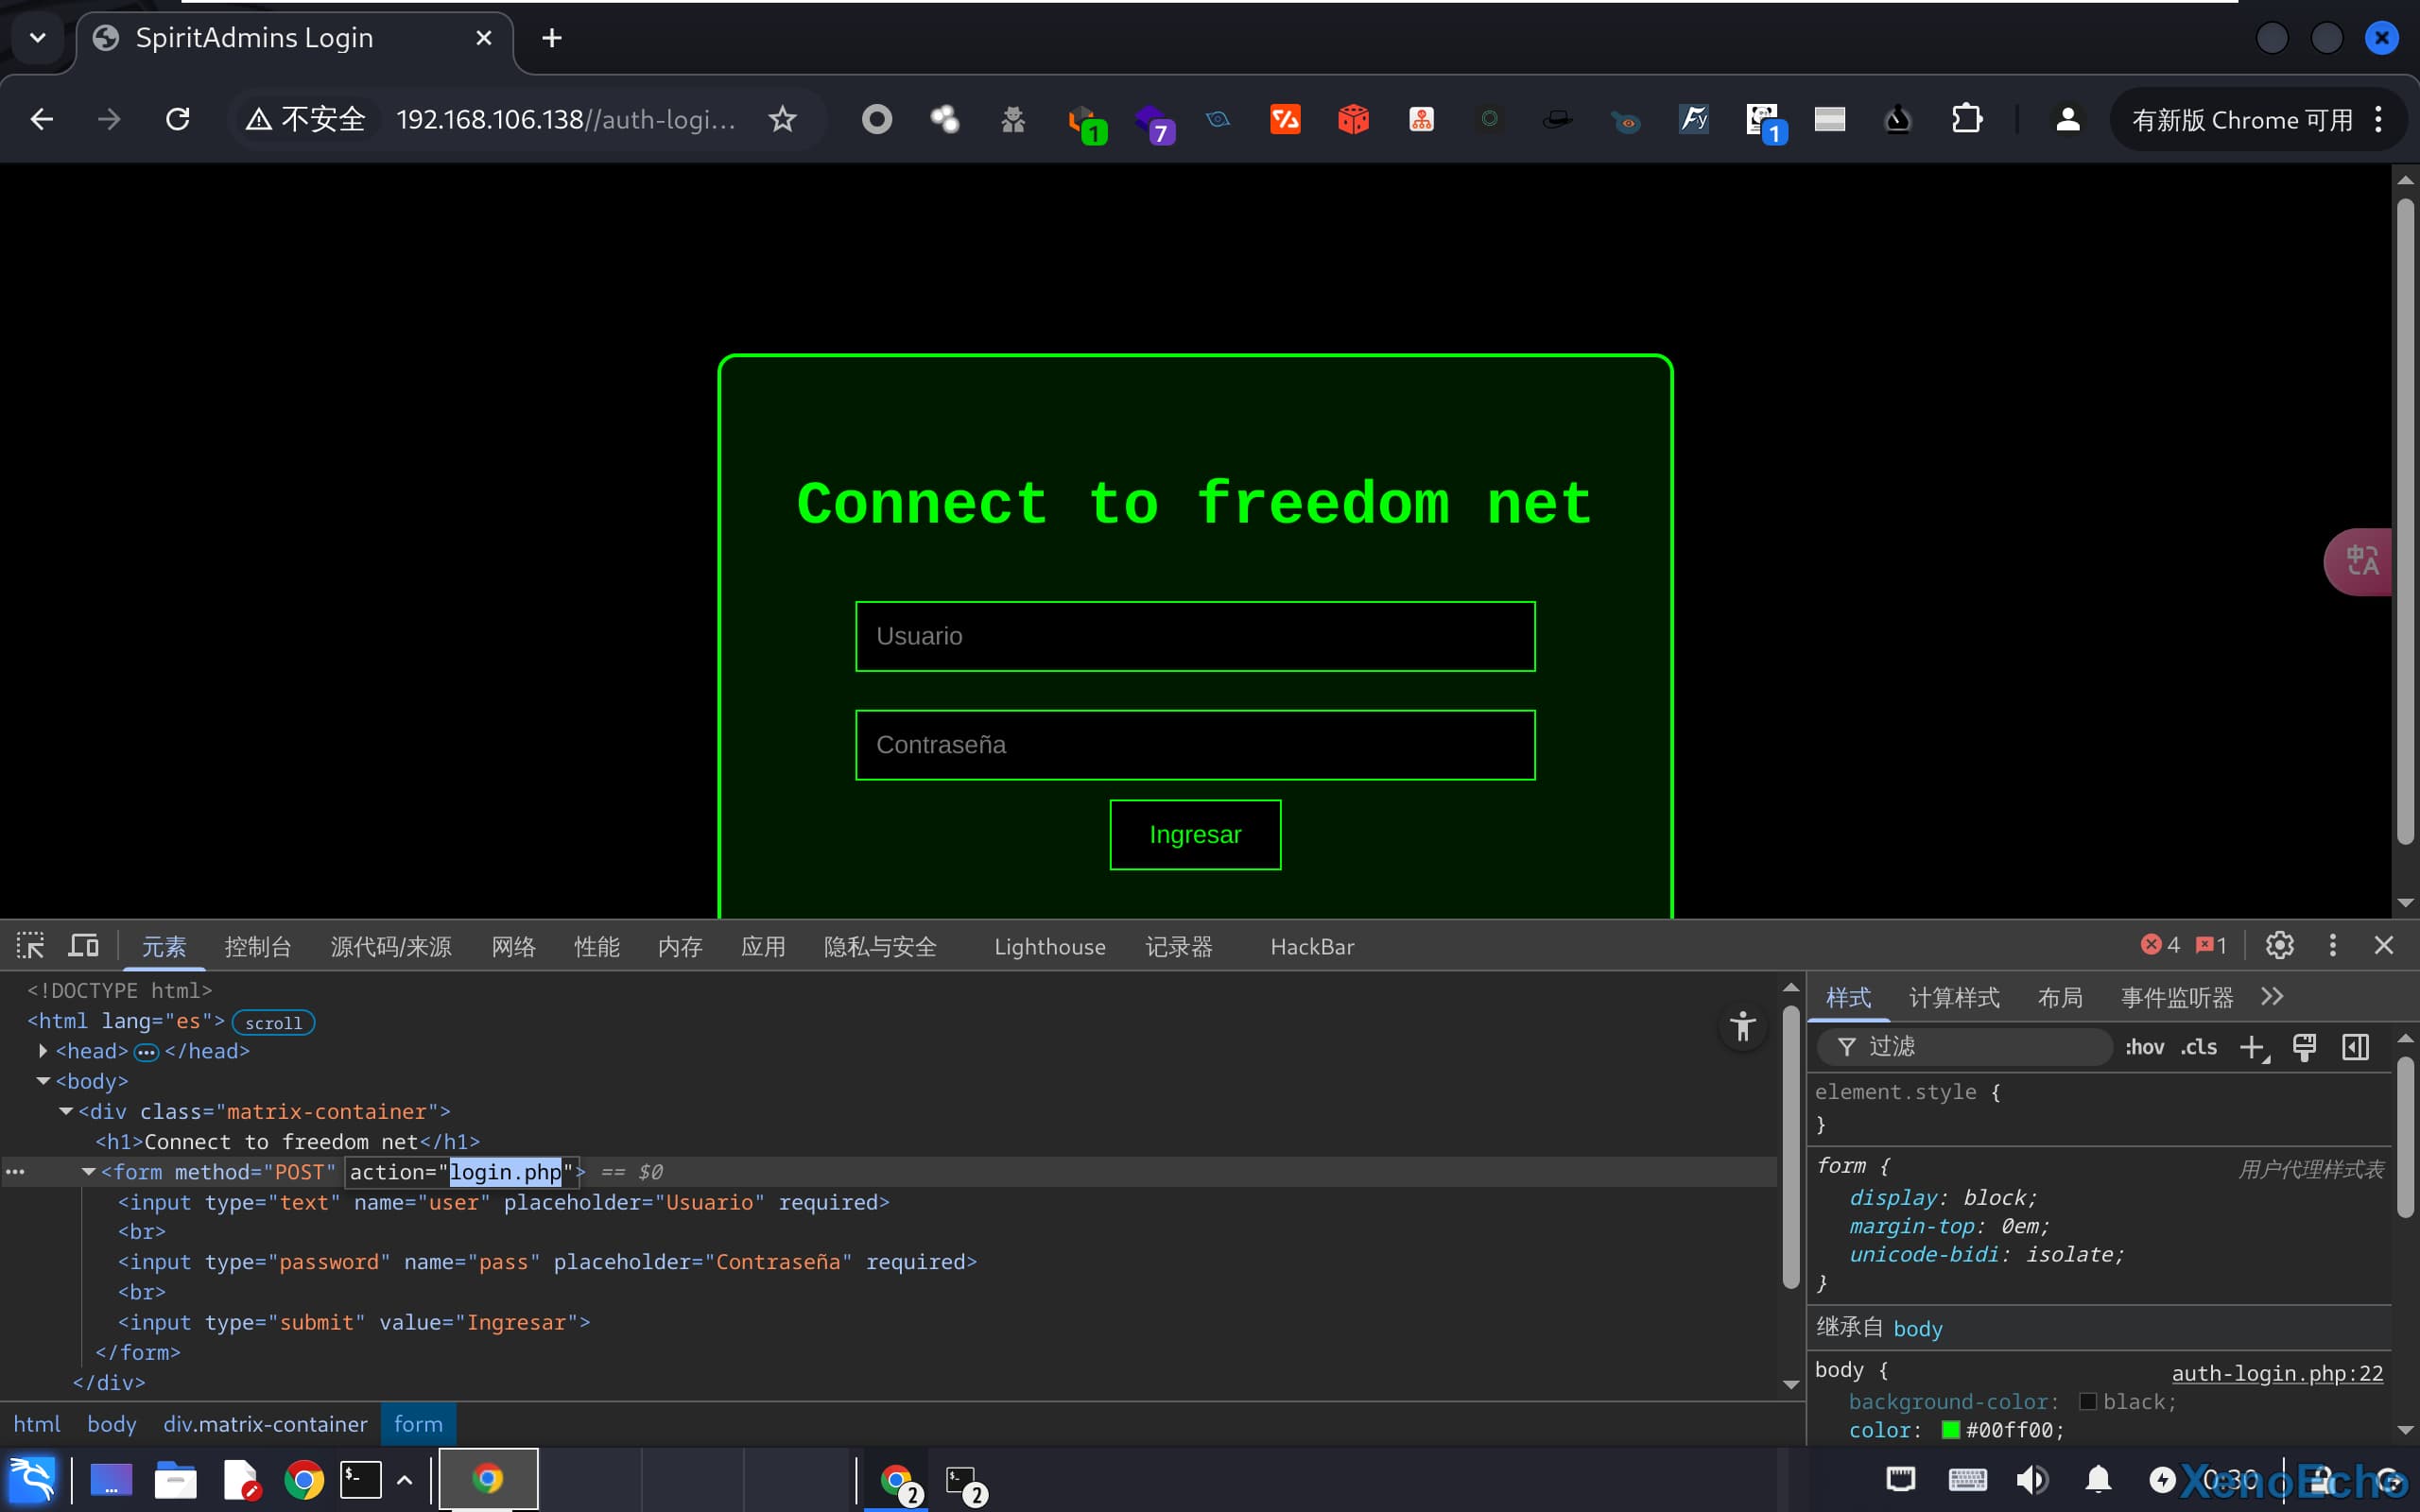 SpiritAdmins Login
不安全 192.168.106.138//auth-logi...
1
7
1
有新版 Chrome 可用
Connect to freedom net
Usuario
Contraseña
Ingresar
元素 控制台 源代码/来源 网络 性能 内存 应用 隐私与安全 Lighthouse 记录器 HackBar 4 1
<!DOCTYPE html>
<html lang="es"> scroll
<head> ... </head>
<body>
<div class="matrix-container">
<h1>Connect to freedom net</h1>
<form method="POST" action="login.php"> == $0
<input type="text" name="user" placeholder="Usuario" required>
<br>
<input type="password" name="pass" placeholder="Contraseña" required>
<br>
<input type="submit" value="Ingresar">
</form>
</div>
html body div.matrix-container form
样式 计算样式 布局 事件监听器
过滤 :hov .cls
element.style {
}
form { 用户代理样式表
display: block;
margin-top: 0em;
unicode-bidi: isolate;
}
继承自 body
body { auth-login.php:22
background-color: black;
color: #00ff00;
2
2
0:30
XenoEcho